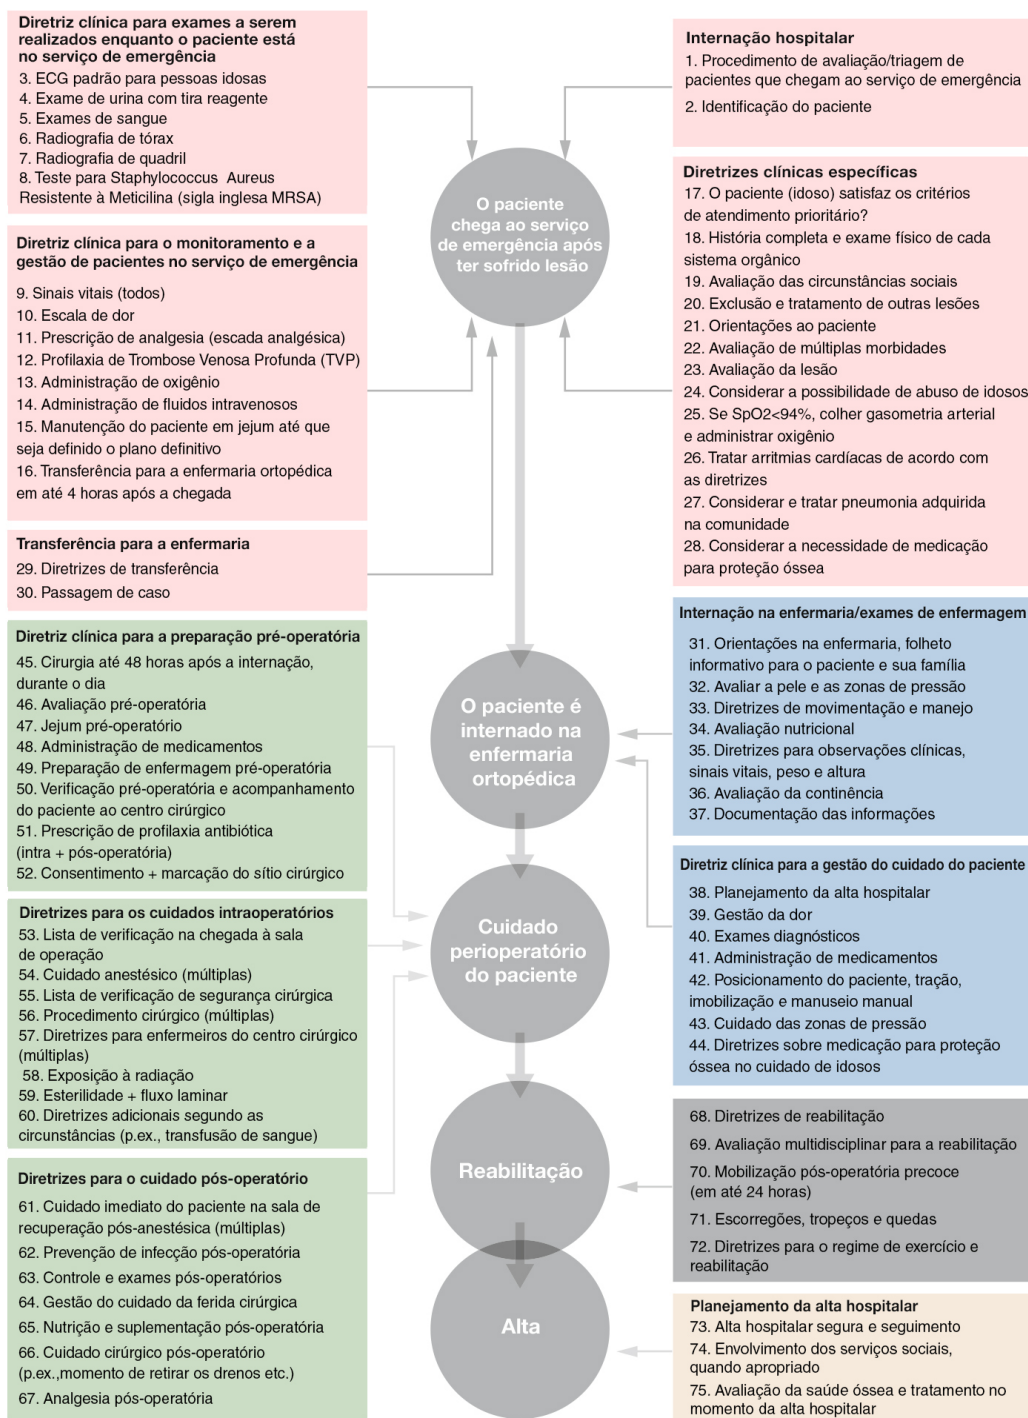 Diretriz clínica para exames a serem
realizados enquanto o paciente está
no serviço de emergência
3. ECG padrão para pessoas idosas
4. Exame de urina com tira reagente
5. Exames de sangue
6. Radiografia de tórax
7. Radiografia de quadril
8. Teste para Staphylococcus Aureus
Resistente à Meticilina (sigla inglesa MRSA)
Internação hospitalar
1. Procedimento de avaliação/triagem de
pacientes que chegam ao serviço de emergência
2. Identificação do paciente
O paciente
chega ao serviço
de emergência após
ter sofrido lesão
Diretriz clínica para o monitoramento e a
gestão de pacientes no serviço de emergência
9. Sinais vitais (todos)
10. Escala de dor
11. Prescrição de analgesia (escada analgésica)
12. Profilaxia de Trombose Venosa Profunda (TVP)
13. Administração de oxigênio
14. Administração de fluidos intravenosos
15. Manutenção do paciente em jejum até que
seja definido o plano definitivo
16. Transferência para a enfermaria ortopédica
em até 4 horas após a chegada
Diretrizes clínicas específicas
17. O paciente (idoso) satisfaz os critérios
de atendimento prioritário?
18. História completa e exame físico de cada
sistema orgânico
19. Avaliação das circunstâncias sociais
20. Exclusão e tratamento de outras lesões
21. Orientações ao paciente
22. Avaliação de múltiplas morbidades
23. Avaliação da lesão
24. Considerar a possibilidade de abuso de idosos
25. Se SpO2<94%, colher gasometria arterial
e administrar oxigênio
26. Tratar arritmias cardíacas de acordo com
as diretrizes
27. Considerar e tratar pneumonia adquirida
na comunidade
28. Considerar a necessidade de medicação
para proteção óssea
Transferência para a enfermaria
29. Diretrizes de transferência
30. Passagem de caso
O paciente é
internado na
enfermaria
ortopédica
Internação na enfermaria/exames de enfermagem
31. Orientações na enfermaria, folheto
informativo para o paciente e sua família
32. Avaliar a pele e as zonas de pressão
33. Diretrizes de movimentação e manejo
34. Avaliação nutricional
35. Diretrizes para observações clínicas,
sinais vitais, peso e altura
36. Avaliação da continência
37. Documentação das informações
Diretriz clínica para a gestão do cuidado do paciente
38. Planejamento da alta hospitalar
39. Gestão da dor
40. Exames diagnósticos
41. Administração de medicamentos
42. Posicionamento do paciente, tração,
imobilização e manuseio manual
43. Cuidado das zonas de pressão
44. Diretrizes sobre medicação para proteção
óssea no cuidado de idosos
Diretriz clínica para a preparação pré-operatória
45. Cirurgia até 48 horas após a internação,
durante o dia
46. Avaliação pré-operatória
47. Jejum pré-operatório
48. Administração de medicamentos
49. Preparação de enfermagem pré-operatória
50. Verificação pré-operatória e acompanhamento
do paciente ao centro cirúrgico
51. Prescrição de profilaxia antibiótica
(intra + pós-operatória)
52. Consentimento + marcação do sítio cirúrgico
Cuidado
perioperatório
do paciente
Diretrizes para os cuidados intraoperatórios
53. Lista de verificação na chegada à sala
de operação
54. Cuidado anestésico (múltiplas)
55. Lista de verificação de segurança cirúrgica
56. Procedimento cirúrgico (múltiplas)
57. Diretrizes para enfermeiros do centro cirúrgico
(múltiplas)
58. Exposição à radiação
59. Esterilidade + fluxo laminar
60. Diretrizes adicionais segundo as
circunstâncias (p.ex., transfusão de sangue)
Diretrizes para o cuidado pós-operatório
61. Cuidado imediato do paciente na sala de
recuperação pós-anestésica (múltiplas)
62. Prevenção de infecção pós-operatória
63. Controle e exames pós-operatórios
64. Gestão do cuidado da ferida cirúrgica
65. Nutrição e suplementação pós-operatória
66. Cuidado cirúrgico pós-operatório
(p.ex.,momento de retirar os drenos etc.)
67. Analgesia pós-operatória
Reabilitação
68. Diretrizes de reabilitação
69. Avaliação multidisciplinar para a reabilitação
70. Mobilização pós-operatória precoce
(em até 24 horas)
71. Escorregões, tropeços e quedas
72. Diretrizes para o regime de exercício e
reabilitação
Alta
Planejamento da alta hospitalar
73. Alta hospitalar segura e seguimento
74. Envolvimento dos serviços sociais,
quando apropriado
75. Avaliação da saúde óssea e tratamento no
momento da alta hospitalar